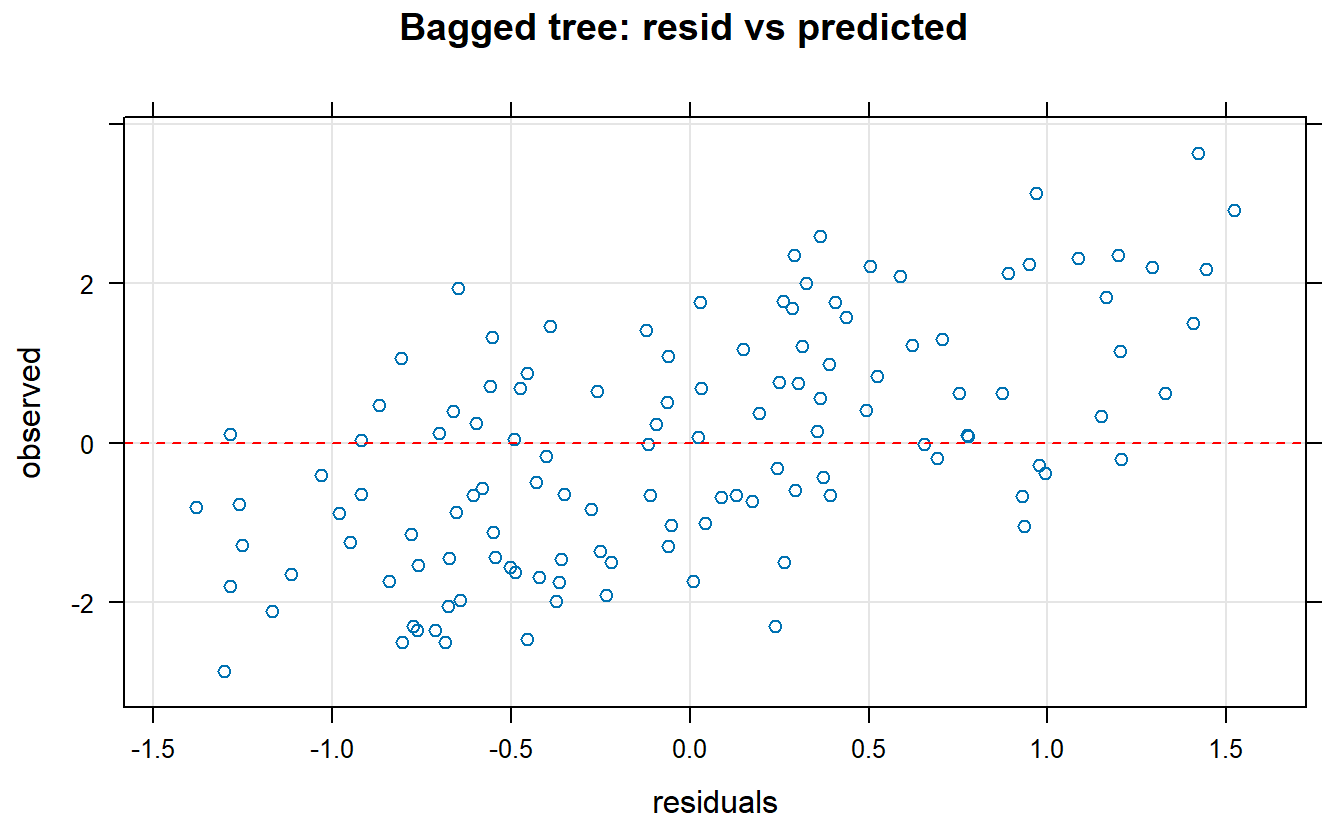 Bagged tree: resid vs predicted
observed
2
0
-2
-1.5 -1.0 -0.5 0.0 0.5 1.0 1.5
residuals